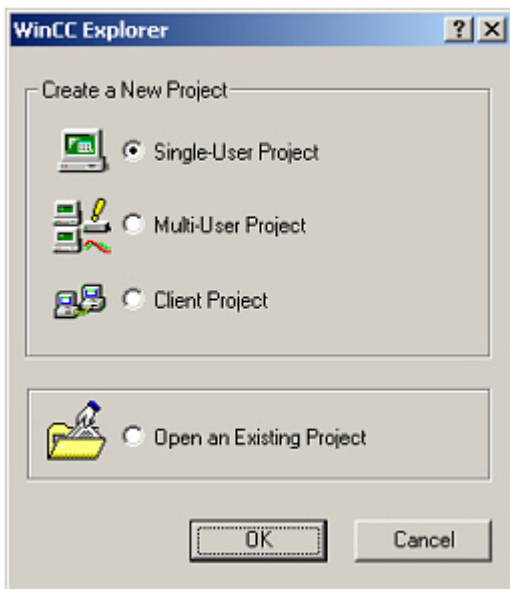 WinCC Explorer
Create a New Project
Single-User Project
Multi-User Project
Client Project
Open an Existing Project
OK
Cancel